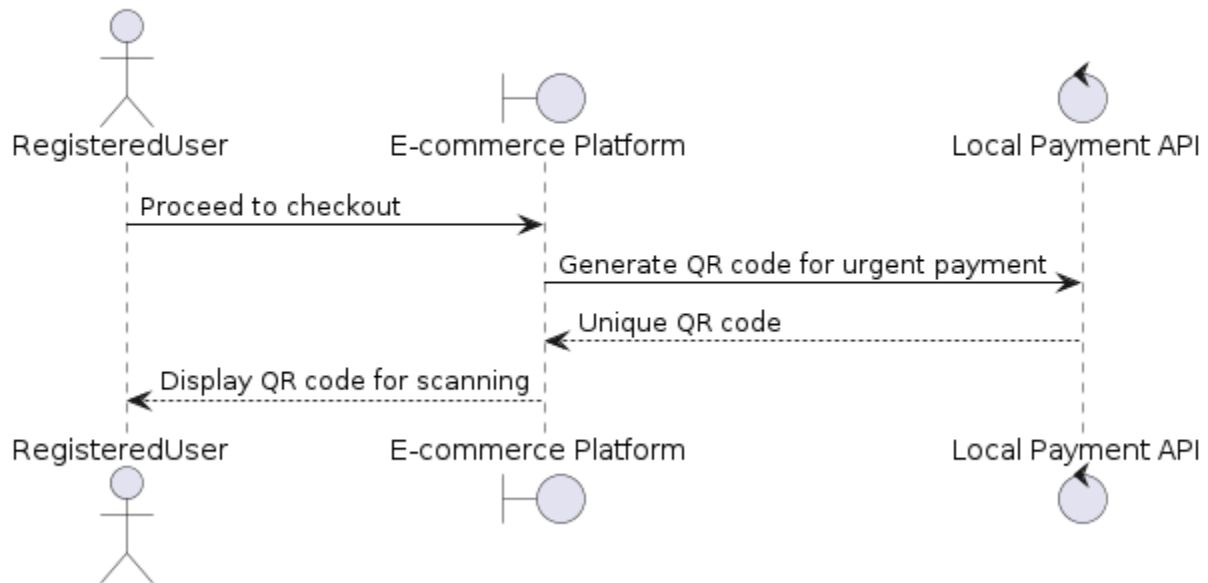 RegisteredUser
E-commerce Platform
Local Payment API
Proceed to checkout
Generate QR code for urgent payment
Unique QR code
Display QR code for scanning
RegisteredUser
E-commerce Platform
Local Payment API